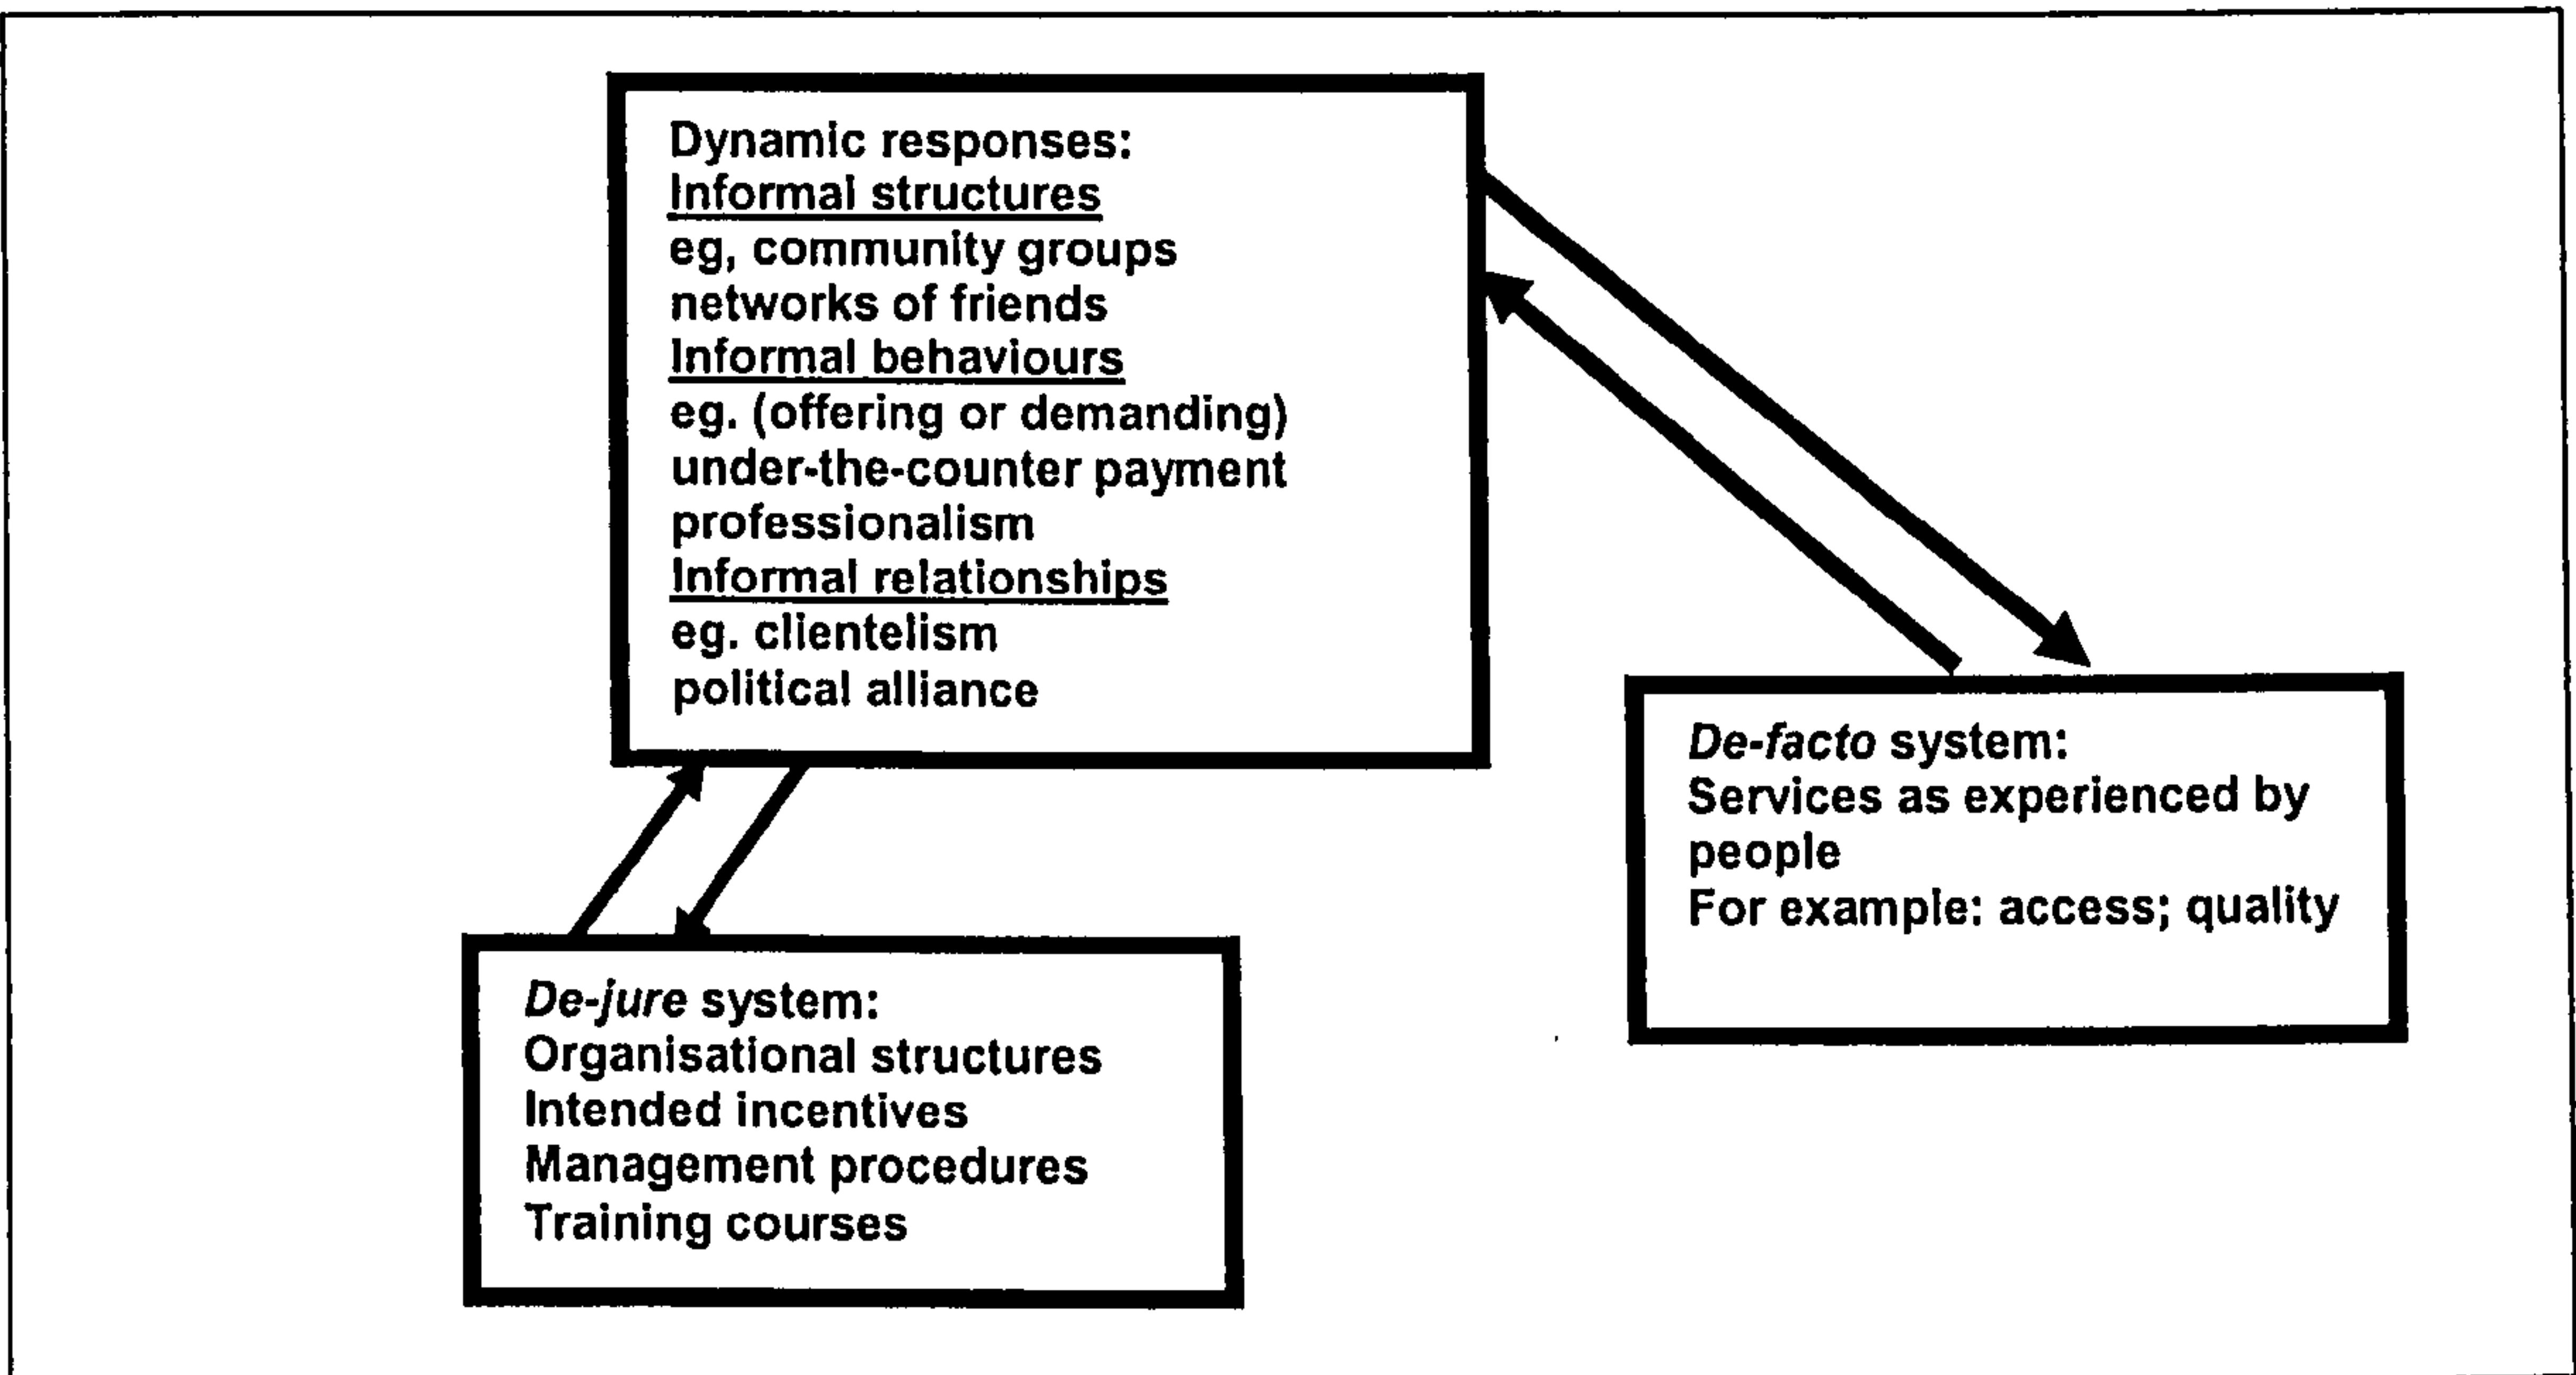 Dynamic responses:
Informal structures
eg, community groups
networks of friends
Informal behaviours
eg. (offering or demanding)
under-the-counter payment
professionalism
Informal relationships
eg. clientelism
political alliance
De-facto system:
Services as experienced by
people
For example: access; quality
De-jure system:
Organisational structures
Intended incentives
Management procedures
Training courses